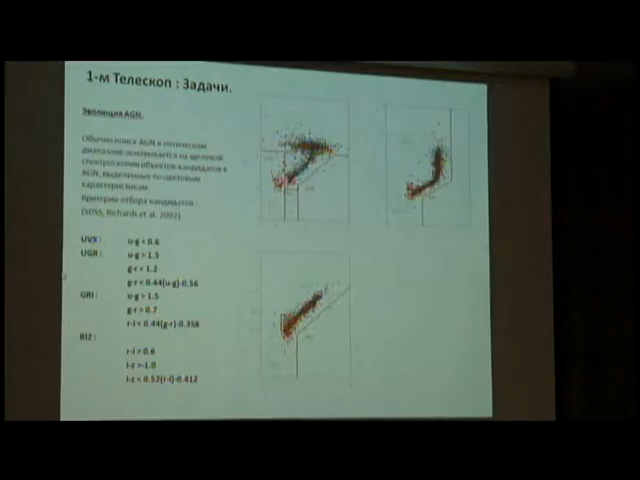 1-м Телескоп : Задачи.
Эволюция AGN.
Обычно поиск AGN в оптическом
диапазоне основывается на щелевой
спектроскопии объектов-кандидатов в
AGN, выделенных по цветовым
характеристикам.
Критерии отбора кандидатов :
(SDSS, Richards et al. 2002)
UVX : u-g < 0.6
UGR : u-g > 1.5
g-r < 1.2
g-r < 0.44(u-g)-0.56
GRI : u-g > 1.5
g-r > 0.7
r-i < 0.44(g-r)-0.358
RIZ :
r-i > 0.6
i-z > -1.0
i-z < 0.52(r-i)-0.412